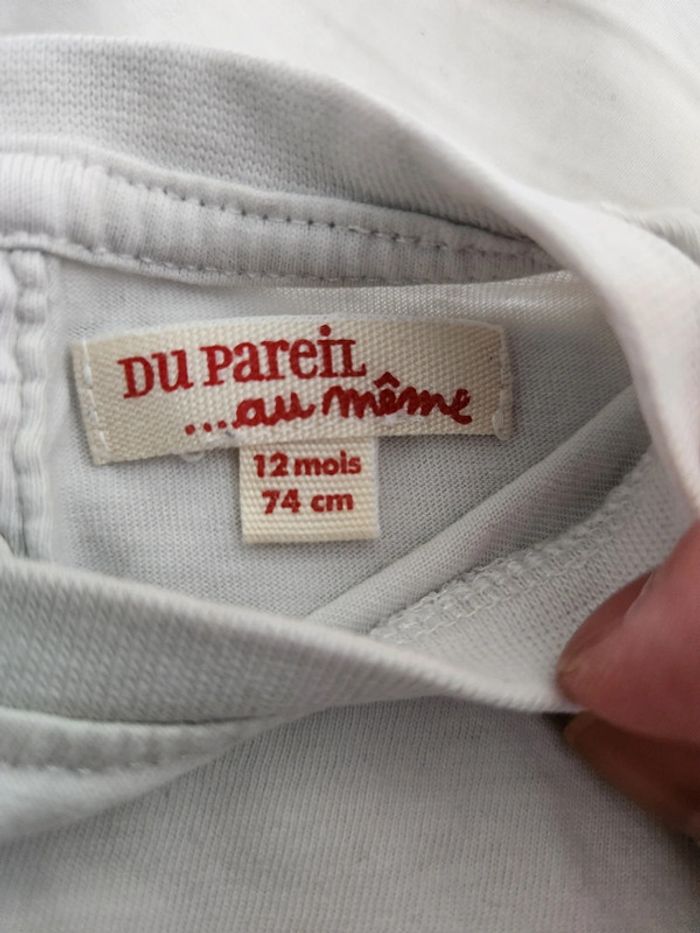 DU PAREIL
...au même
12 mois
74 cm